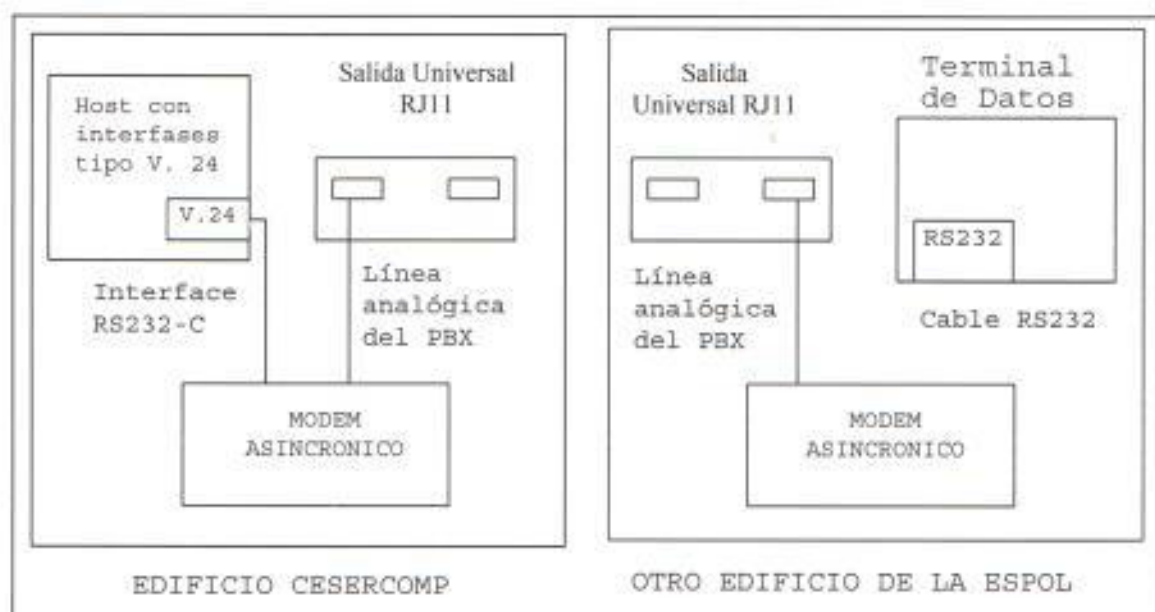 Host con
interfases
tipo V. 24
V.24
Interface
RS232-C
Salida Universal
RJ11
Línea
analógica
del PBX
MODEM
ASINCRONICO
EDIFICIO CESERCOMP
Salida
Universal RJ11
Línea
analógica
del PBX
Terminal
de Datos
RS232
Cable RS232
MODEM
ASINCRONICO
OTRO EDIFICIO DE LA ESPOL